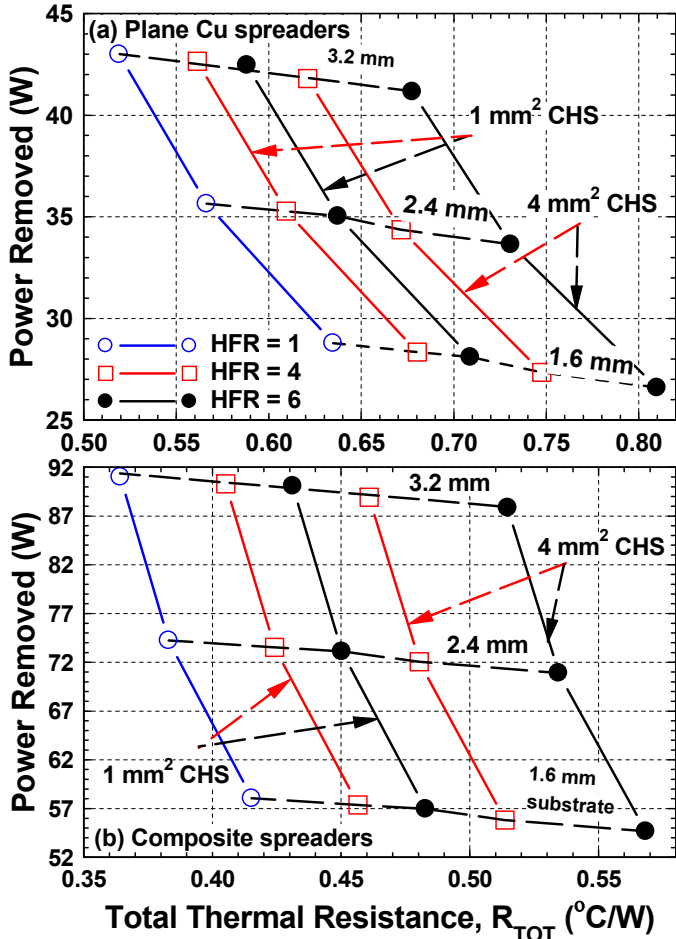 (a) Plane Cu spreaders
3.2 mm
1 mm² CHS
2.4 mm
4 mm² CHS
1.6 mm
HFR = 1
HFR = 4
HFR = 6
Power Removed (W)
45
40
35
30
25
0.50 0.55 0.60 0.65 0.70 0.75 0.80
3.2 mm
4 mm² CHS
2.4 mm
1 mm² CHS
1.6 mm
substrate
(b) Composite spreaders
Power Removed (W)
92
87
82
77
72
67
62
57
52
0.35 0.40 0.45 0.50 0.55
Total Thermal Resistance, R_TOT (°C/W)